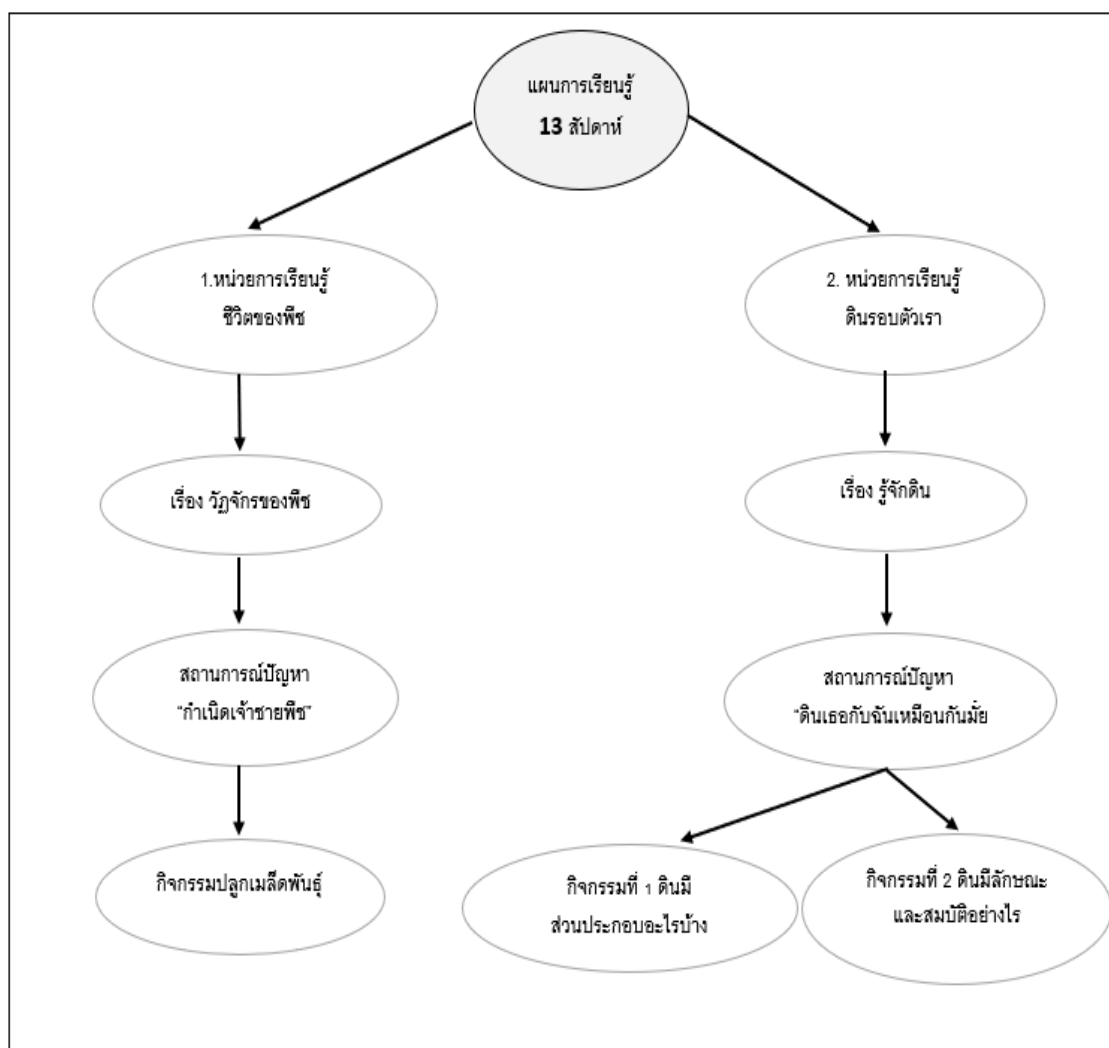 แผนการเรียนรู้
13 สัปดาห์
1.หน่วยการเรียนรู้
ชีวิตของพืช
2. หน่วยการเรียนรู้
ดินรอบตัวเรา
เรื่อง วัฏจักรของพืช
เรื่อง รู้จักดิน
สถานการณ์ปัญหา
“กำเนิดเจ้าชายพืช”
สถานการณ์ปัญหา
“ดินเธอกับฉันเหมือนกันมั่ย
กิจกรรมปลูกเมล็ดพันธุ์
กิจกรรมที่ 1 ดินมี
ส่วนประกอบอะไรบ้าง
กิจกรรมที่ 2 ดินมีลักษณะ
และสมบัติอย่างไร